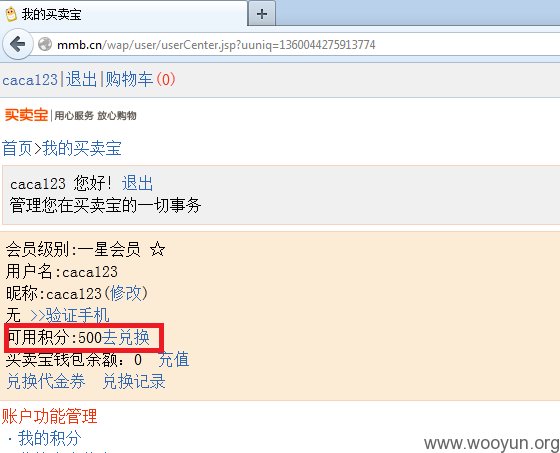 我的买卖宝
mmb.cn/wap/user/userCenter.jsp?uuniq=1360044275913774
caca123|退出|购物车(0)
买卖宝 | 用心服务 放心购物
首页>我的买卖宝
caca123 您好! 退出
管理您在买卖宝的一切事务
会员级别:一星会员 ☆
用户名:caca123
昵称:caca123(修改)
无 >>验证手机
可用积分:500去兑换
买卖宝钱包余额: 0 充值
兑换代金券 兑换记录
账户功能管理
·我的积分
www.wooyun.org